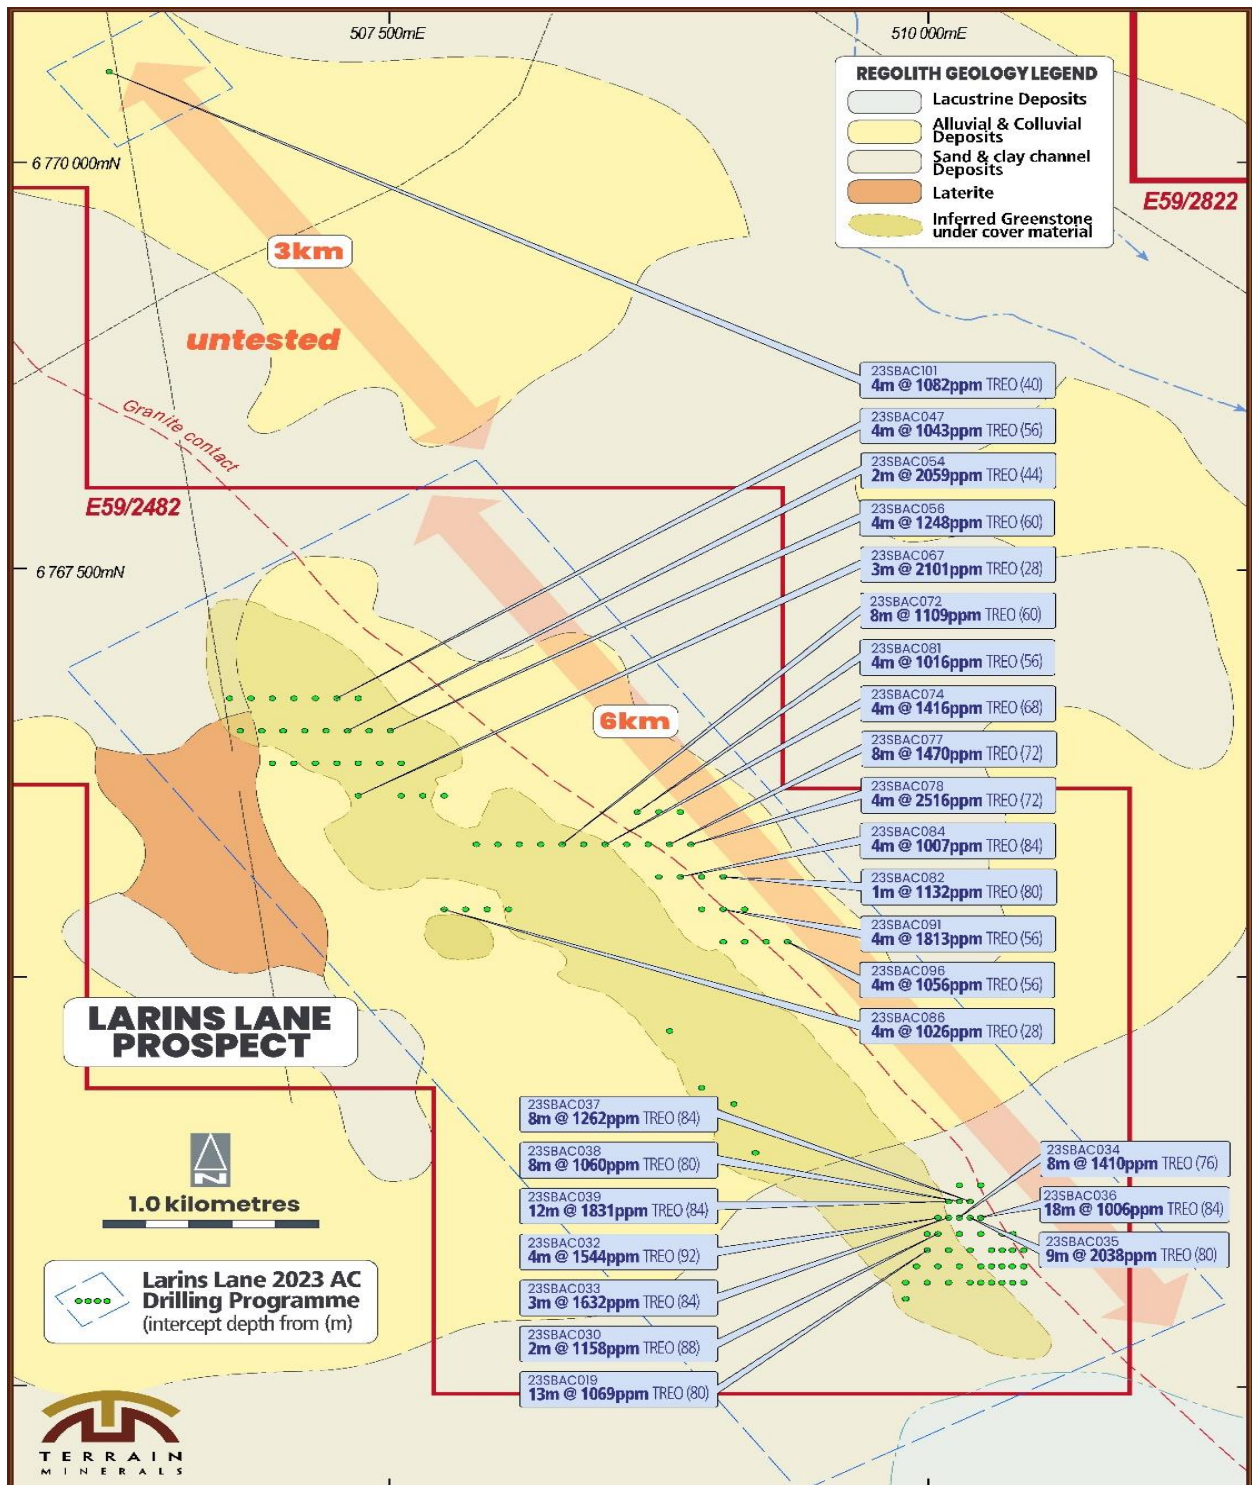 507 500mE
510 000mE
REGOLITH GEOLOGY LEGEND
Lacustrine Deposits
Alluvial & Colluvial
Deposits
Sand & clay channel
Deposits
Laterite
Inferred Greenstone
under cover material
6 770 000mN
E59/2822
3km
untested
Granite contact
E59/2482
6 767 500mN
6km
23SBAC101
4m @ 1082ppm TREO (40)
23SBAC047
4m @ 1043ppm TREO (56)
23SBAC054
2m @ 2059ppm TREO (44)
23SBAC056
4m @ 1248ppm TREO (60)
23SBAC067
3m @ 2101ppm TREO (28)
23SBAC072
8m @ 1109ppm TREO (60)
23SBAC081
4m @ 1016ppm TREO (56)
23SBAC074
4m @ 1416ppm TREO (68)
23SBAC077
8m @ 1470ppm TREO (72)
23SBAC078
4m @ 2516ppm TREO (72)
23SBAC084
4m @ 1007ppm TREO (84)
23SBAC082
1m @ 1132ppm TREO (80)
23SBAC091
4m @ 1813ppm TREO (56)
23SBAC096
4m @ 1056ppm TREO (56)
23SBAC086
4m @ 1026ppm TREO (28)
LARINS LANE
PROSPECT
23SBAC037
8m @ 1262ppm TREO (84)
23SBAC038
8m @ 1060ppm TREO (80)
23SBAC039
12m @ 1831ppm TREO (84)
23SBAC032
4m @ 1544ppm TREO (92)
23SBAC033
3m @ 1632ppm TREO (84)
23SBAC030
2m @ 1158ppm TREO (88)
23SBAC019
13m @ 1069ppm TREO (80)
23SBAC034
8m @ 1410ppm TREO (76)
23SBAC036
18m @ 1006ppm TREO (84)
23SBAC035
9m @ 2038ppm TREO (80)
N
1.0 kilometres
Larins Lane 2023 AC
Drilling Programme
(intercept depth from (m)
TERRAIN
MINERALS